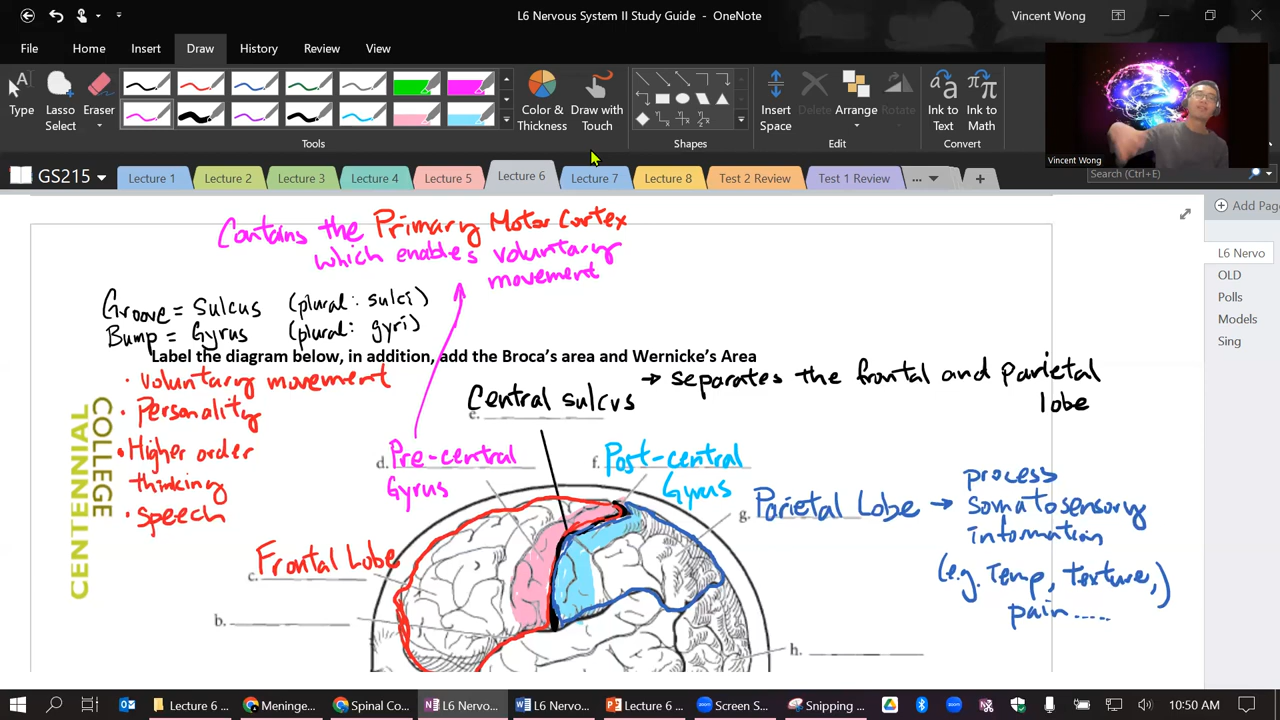 L6 Nervous System II Study Guide - OneNote
Vincent Wong
File Home Insert Draw History Review View
Type
Lasso Select
Eraser
Color & Thickness
Draw with Touch
Insert Space
Arrange
Rotate
Ink to Text
Ink to Math
Tools
Shapes
Edit
Convert
Vincent Wong
GS215
Lecture 1
Lecture 2
Lecture 3
Lecture 4
Lecture 5
Lecture 6
Lecture 7
Lecture 8
Test 2 Review
Test 1 Review
...
Search (Ctrl+E)
Add Pag
L6 Nervo
OLD
Polls
Models
Sing
Contains the Primary Motor Cortex
which enables voluntary
movement
Groove = Sulcus (plural: sulci)
Bump = Gyrus (plural: gyri)
Label the diagram below, in addition, add the Broca's area and Wernicke's Area
• voluntary movement
• Personality
• Higher order
thinking
• speech
CENTENNIAL
COLLEGE
e. Central sulcus → separates the frontal and parietal
lobe
d. Pre-central
Gyrus
f. Post-central
Gyrus
g. Parietal Lobe → process
Somatosensory
Information
(e.g. Temp, texture,)
pain .....
c. Frontal Lobe
b.
h.
Lecture 6 ...
Meninge...
Spinal Co...
L6 Nervo...
L6 Nervo...
Lecture 6 ...
Screen S...
Snipping ...
10:50 AM